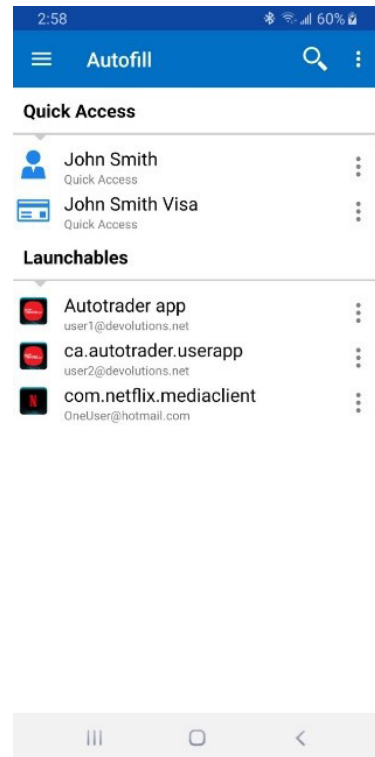 2:58 60%
Autofill
Quick Access
John Smith
Quick Access
John Smith Visa
Quick Access
Launchables
Autotrader app
user1@devolutions.net
ca.autotrader.userapp
user2@devolutions.net
com.netflix.mediaclient
OneUser@hotmail.com